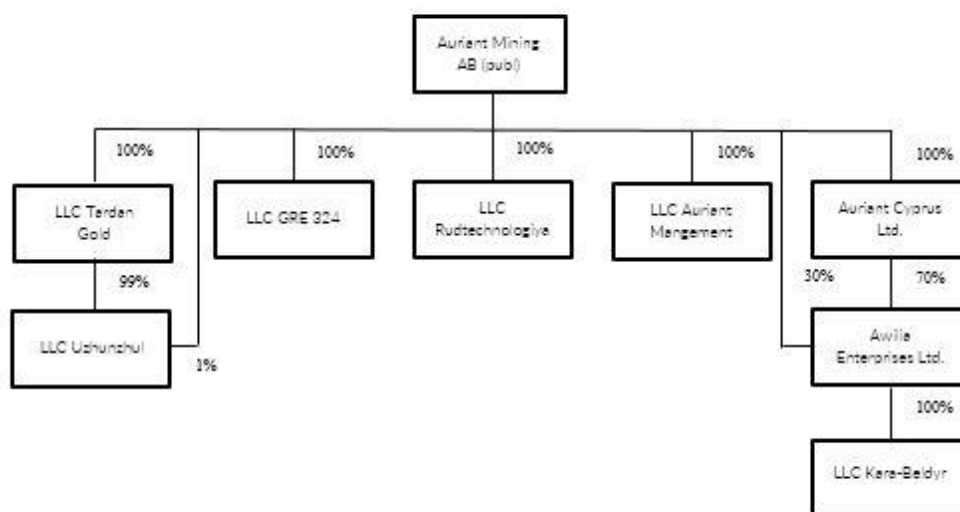 Auriant Mining
AB (publ)
100%
100%
100%
100%
100%
LLC Tardan
Gold
LLC GRE 324
LLC
Rudtechnologiya
LLC Auriant
Mangement
Auriant Cyprus
Ltd.
99%
30%
70%
LLC Uzhunzhul
1%
Awilia
Enterprises Ltd.
100%
LLC Kara-Beldyr